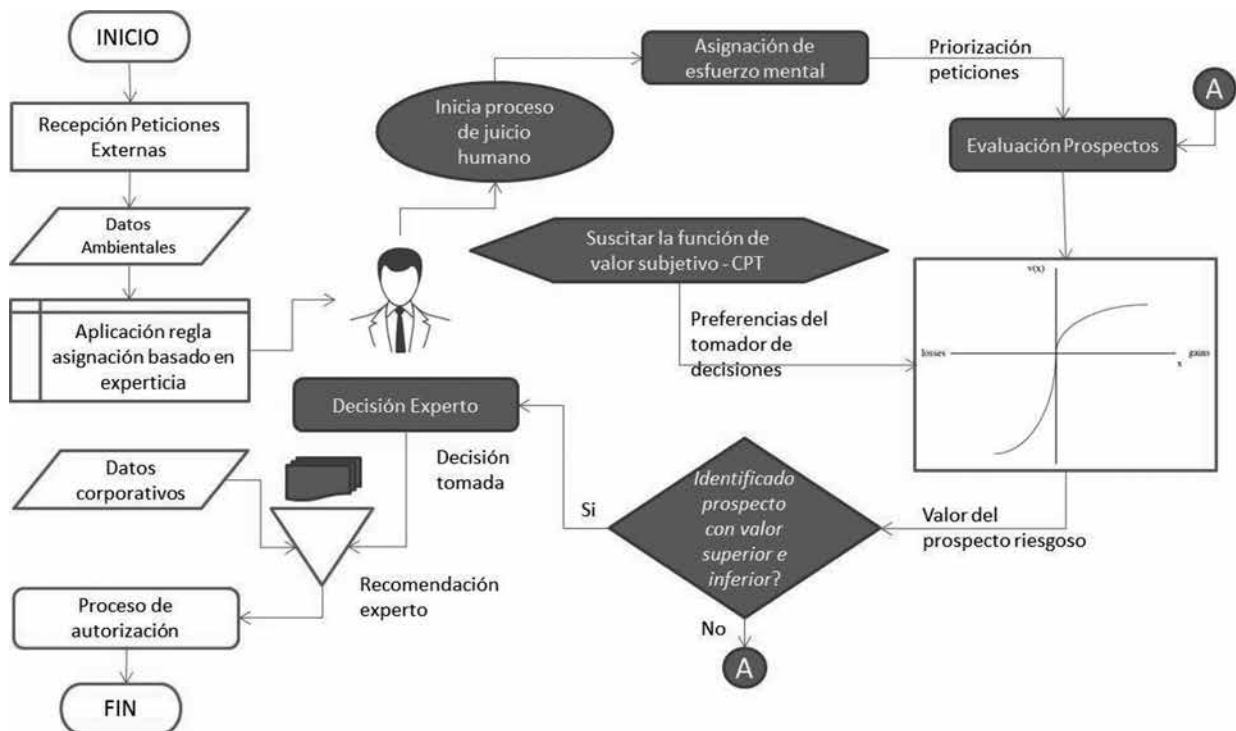 INICIO
Recepción Peticiones
Externas
Datos
Ambientales
Aplicación regla
asignación basado en
experticia
Inicia proceso
de juicio
humano
Asignación de
esfuerzo mental
Priorización
peticiones
A
Evaluación Prospectos
Suscitar la función de
valor subjetivo - CPT
Preferencias del
tomador de
decisiones
v(x)
losses
gains
x
Valor del
prospecto riesgoso
Identificado
prospecto
con valor
superior e
inferior?
Si
No
A
Decisión Experto
Decisión
tomada
Datos
corporativos
Recomendación
experto
Proceso de
autorización
FIN